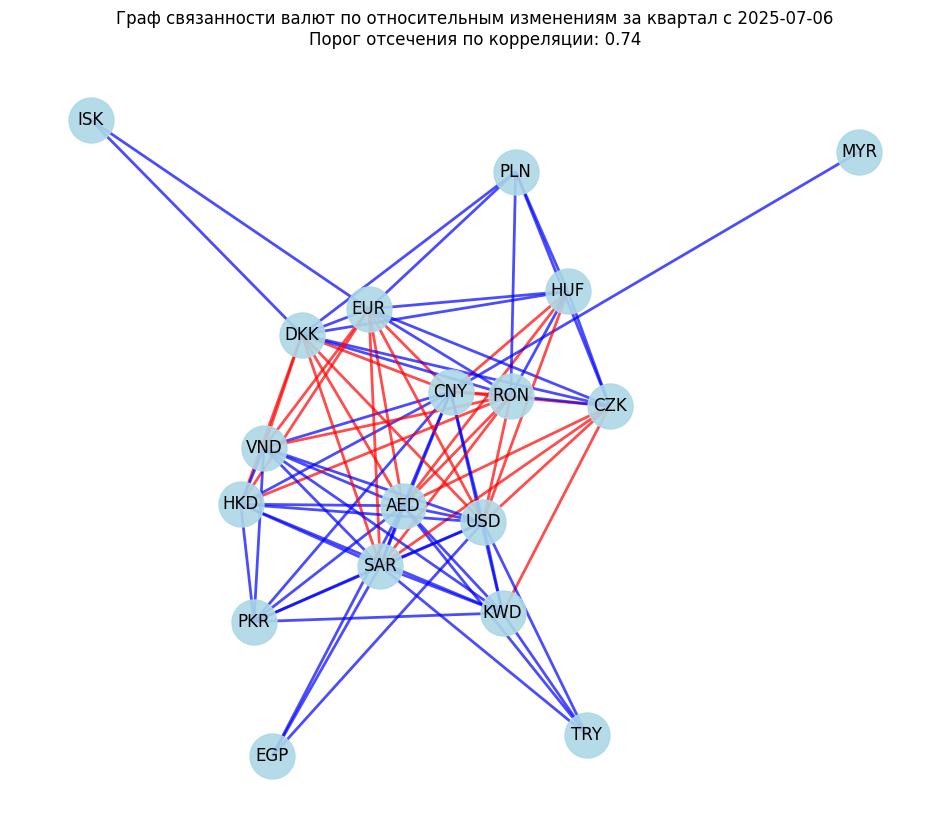 Граф связанности валют по относительным изменениям за квартал с 2025-07-06
Порог отсечения по корреляции: 0.74
ISK
MYR
PLN
HUF
EUR
DKK
CNY
RON
CZK
VND
HKD
AED
USD
SAR
KWD
PKR
TRY
EGP